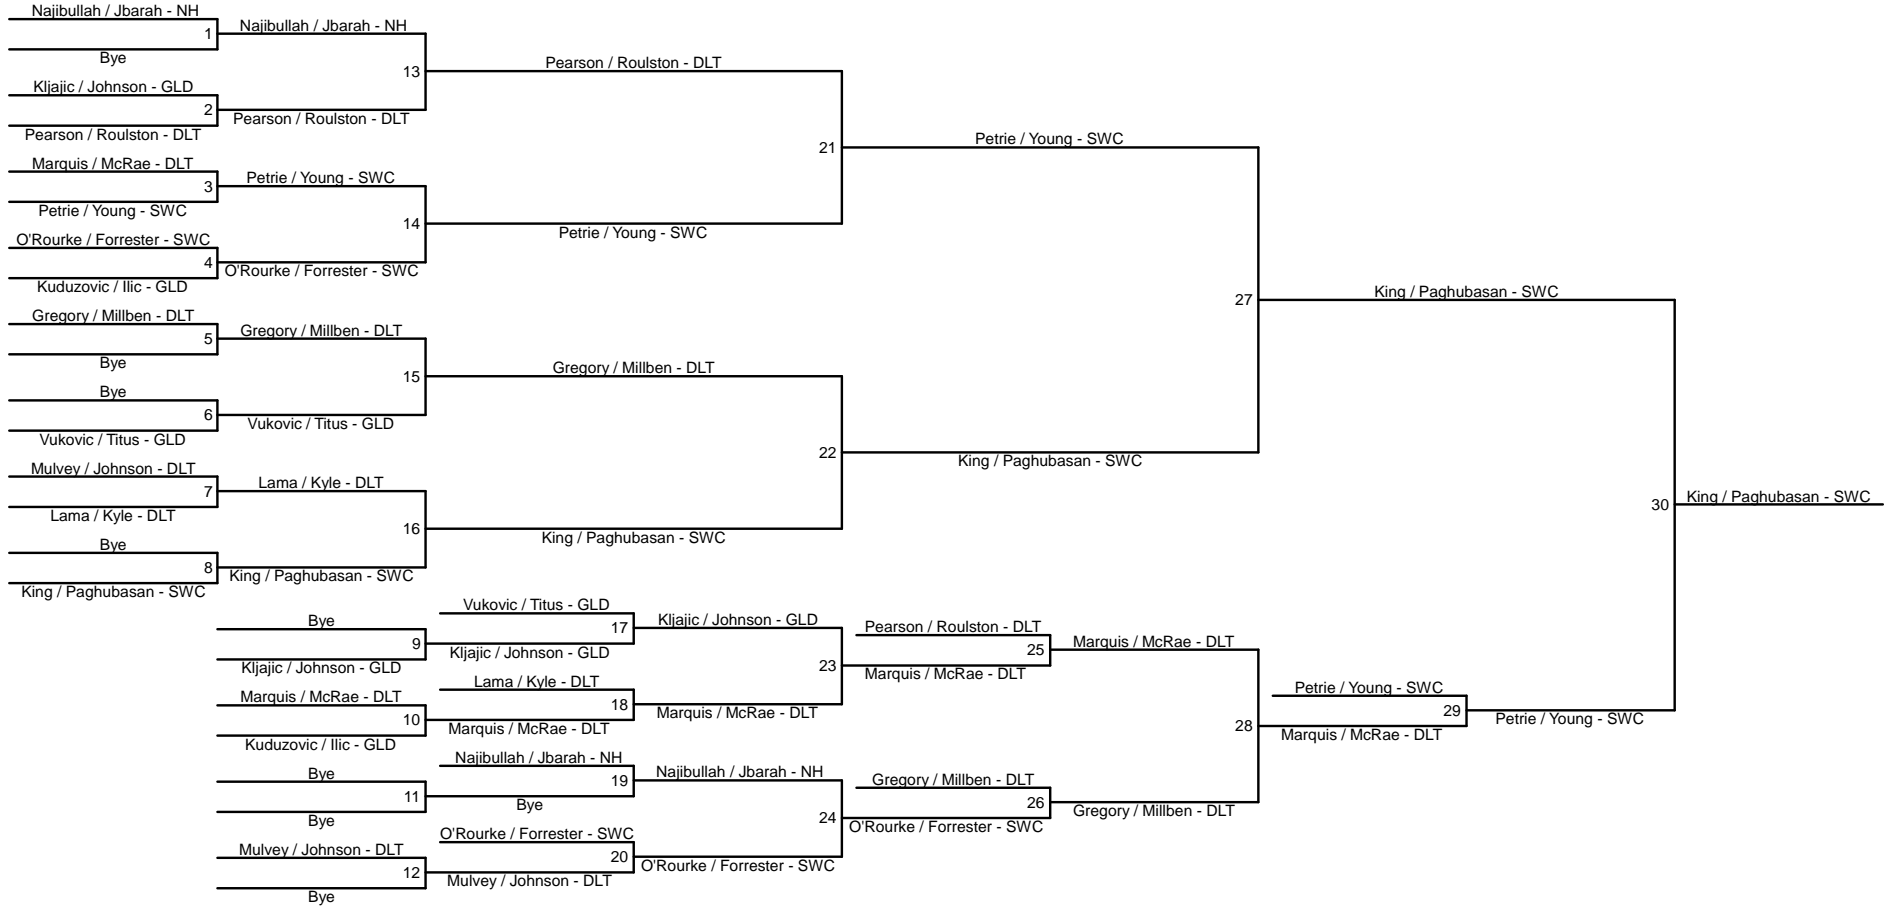 Najibullah / Jbarah - NH
1
Bye
Kljajic / Johnson - GLD
2
Pearson / Roulston - DLT
Marquis / McRae - DLT
3
Petrie / Young - SWC
O'Rourke / Forrester - SWC
4
Kuduzovic / Ilic - GLD
Gregory / Millben - DLT
5
Bye
Bye
6
Vukovic / Titus - GLD
Mulvey / Johnson - DLT
7
Lama / Kyle - DLT
Bye
8
King / Paghubasan - SWC
Najibullah / Jbarah - NH
13
Pearson / Roulston - DLT
Petrie / Young - SWC
14
O'Rourke / Forrester - SWC
Gregory / Millben - DLT
15
Vukovic / Titus - GLD
Lama / Kyle - DLT
16
King / Paghubasan - SWC
Pearson / Roulston - DLT
21
Petrie / Young - SWC
Gregory / Millben - DLT
22
King / Paghubasan - SWC
Petrie / Young - SWC
27
King / Paghubasan - SWC
King / Paghubasan - SWC
30
King / Paghubasan - SWC
Bye
9
Kljajic / Johnson - GLD
Marquis / McRae - DLT
10
Kuduzovic / Ilic - GLD
Bye
11
Bye
Mulvey / Johnson - DLT
12
Bye
Vukovic / Titus - GLD
17
Kljajic / Johnson - GLD
Lama / Kyle - DLT
18
Marquis / McRae - DLT
Najibullah / Jbarah - NH
19
Bye
O'Rourke / Forrester - SWC
20
Mulvey / Johnson - DLT
Kljajic / Johnson - GLD
23
Marquis / McRae - DLT
Najibullah / Jbarah - NH
24
O'Rourke / Forrester - SWC
Pearson / Roulston - DLT
25
Marquis / McRae - DLT
Gregory / Millben - DLT
26
O'Rourke / Forrester - SWC
Marquis / McRae - DLT
28
Gregory / Millben - DLT
Petrie / Young - SWC
29
Marquis / McRae - DLT
Petrie / Young - SWC